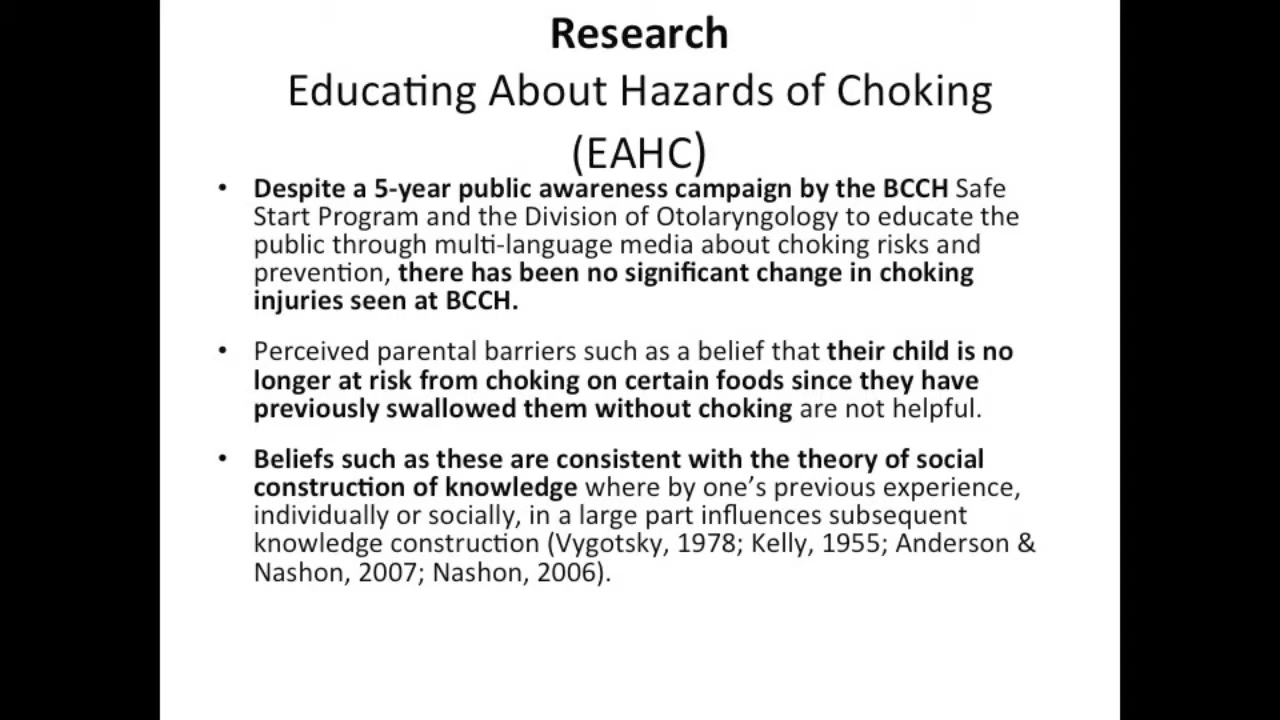 Research
Educating About Hazards of Choking
(EAHC)
• Despite a 5-year public awareness campaign by the BCCH Safe
Start Program and the Division of Otolaryngology to educate the
public through multi-language media about choking risks and
prevention, there has been no significant change in choking
injuries seen at BCCH.
• Perceived parental barriers such as a belief that their child is no
longer at risk from choking on certain foods since they have
previously swallowed them without choking are not helpful.
• Beliefs such as these are consistent with the theory of social
construction of knowledge where by one’s previous experience,
individually or socially, in a large part influences subsequent
knowledge construction (Vygotsky, 1978; Kelly, 1955; Anderson &
Nashon, 2007; Nashon, 2006).